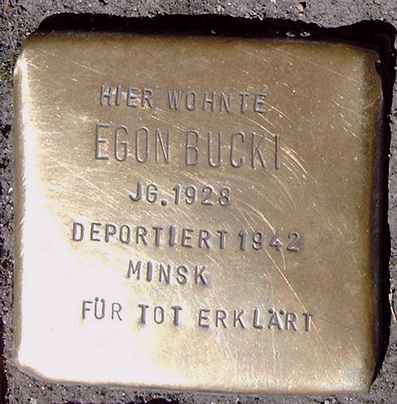 HIER WOHNTE
EGON BUCKI
JG. 1928
DEPORTIERT 1942
MINSK
FÜR TOT ERKLÄRT